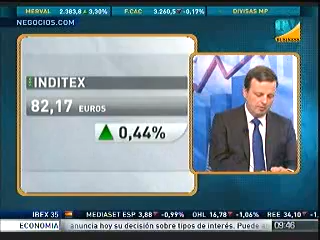 MERVAL 2.383,8 ▲ 3,30% F.CAC 3.260,5 ▼-0,17% DIVISAS MP
NEGOCIOS.COM
BUSINESS
INDITEX
82,17 EUROS
▲ 0,44%
IBEX 35 MEDIASET ESP 3,88 ▼ -0,99% OHL 16,78 ▼ -1,06% REE 34,10 ▼ -1
ECONOMIA anuncia hoy su decisión sobre tipos de interés. Puede a 09:46